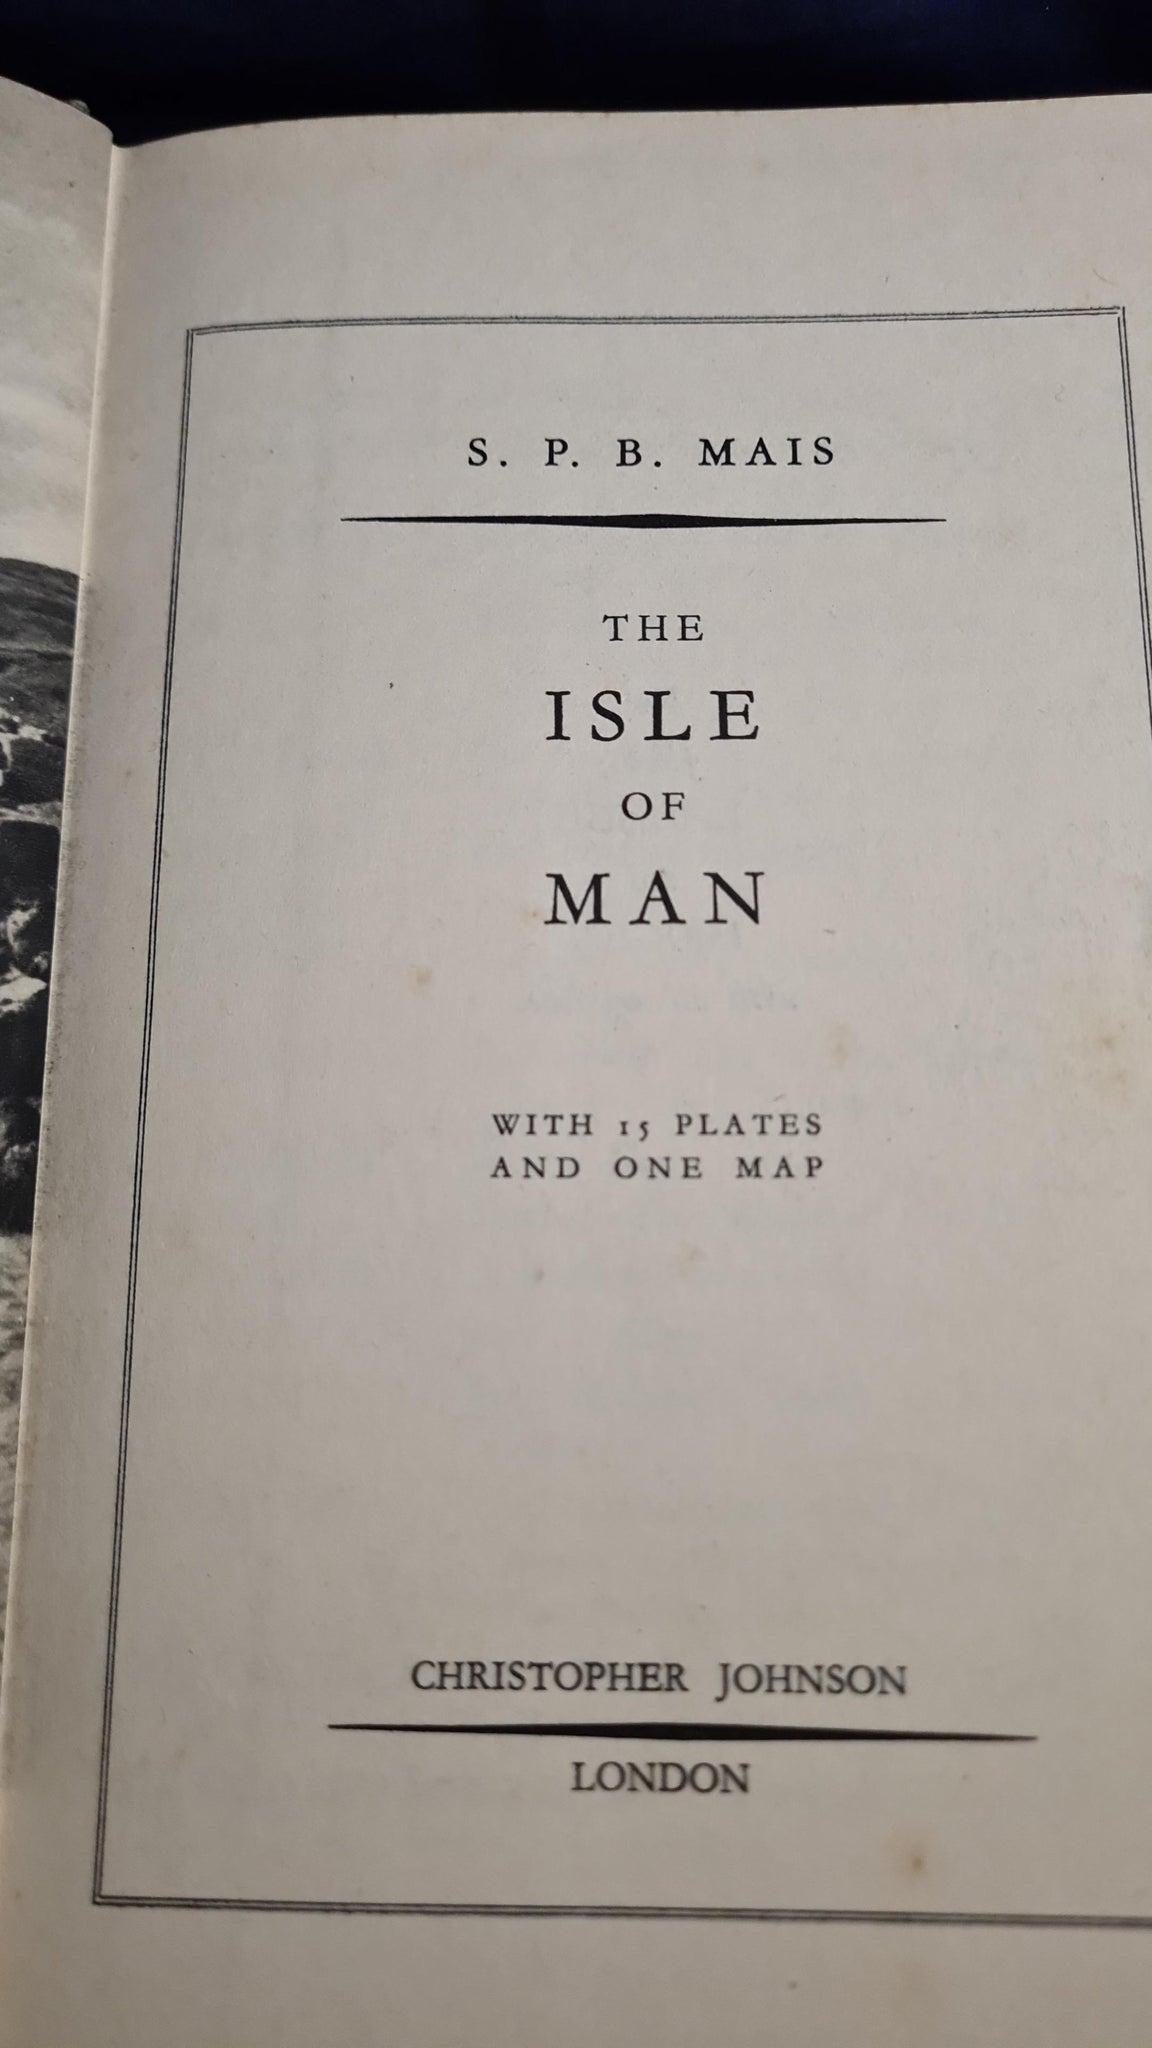 S. P. B. MAIS
THE
ISLE
OF
MAN
WITH 15 PLATES
AND ONE MAP
CHRISTOPHER JOHNSON
LONDON